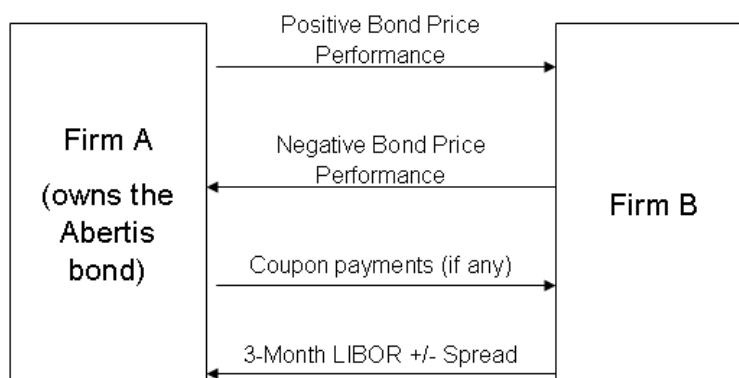 Positive Bond Price
Performance
Firm A
(owns the
Abertis
bond)
Negative Bond Price
Performance
Firm B
Coupon payments (if any)
3-Month LIBOR +/- Spread